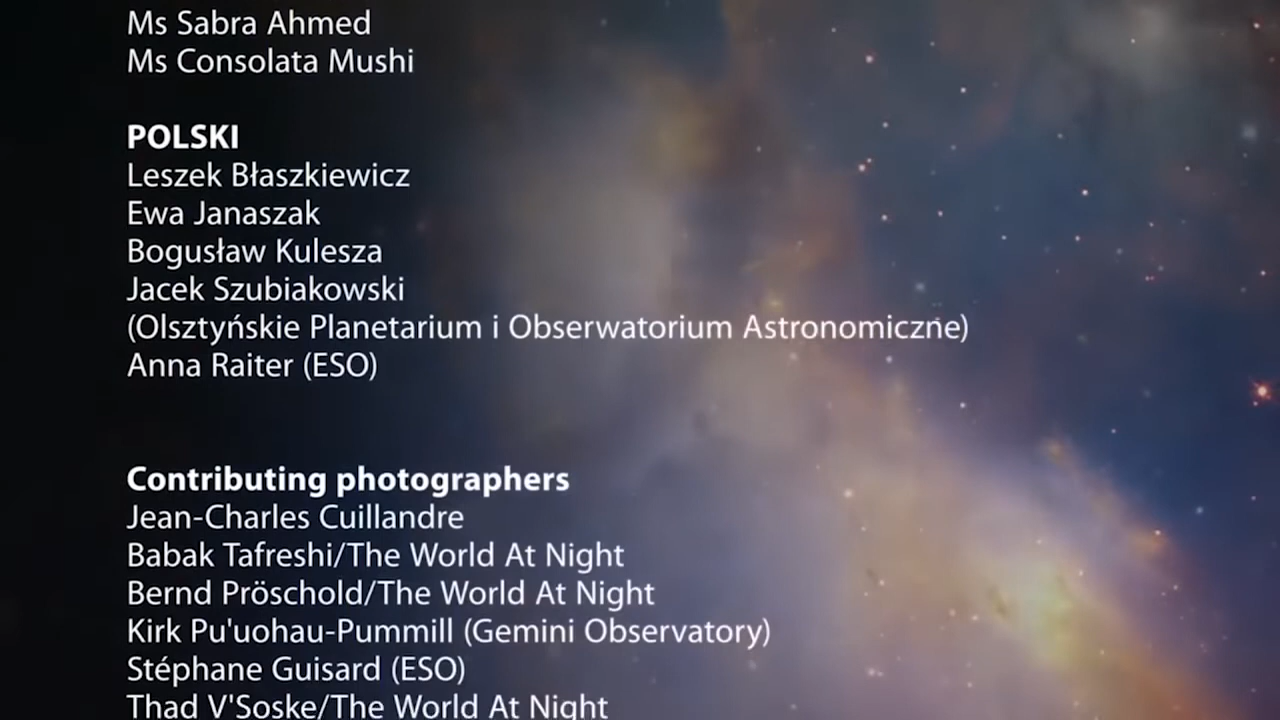 Ms Sabra Ahmed
Ms Consolata Mushi
POLSKI
Leszek Błaszkiewicz
Ewa Janaszak
Bogusław Kulesza
Jacek Szubiakowski
(Olsztyńskie Planetarium i Obserwatorium Astronomiczne)
Anna Raiter (ESO)
Contributing photographers
Jean-Charles Cuillandre
Babak Tafreshi/The World At Night
Bernd Pröschold/The World At Night
Kirk Pu'uohau-Pummill (Gemini Observatory)
Stéphane Guisard (ESO)
Thad V'Soske/The World At Night